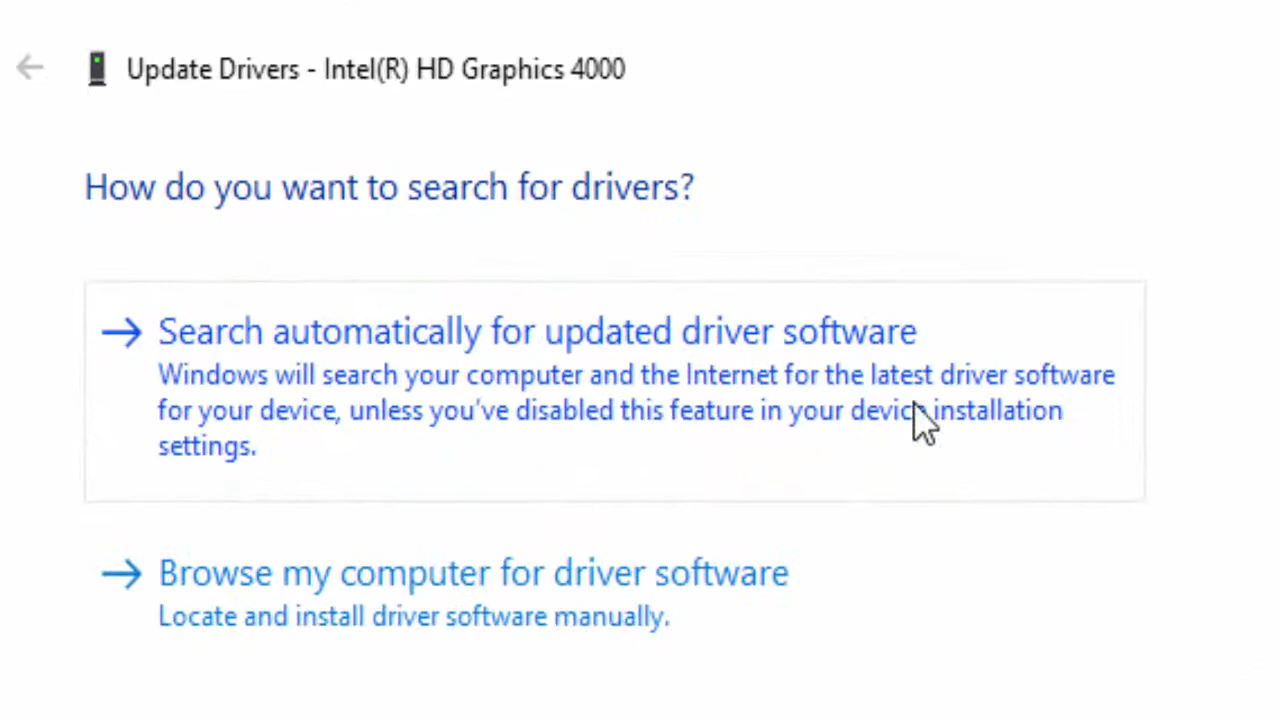 Update Drivers - Intel(R) HD Graphics 4000
How do you want to search for drivers?
Search automatically for updated driver software
Windows will search your computer and the Internet for the latest driver software
for your device, unless you've disabled this feature in your device installation
settings.
Browse my computer for driver software
Locate and install driver software manually.